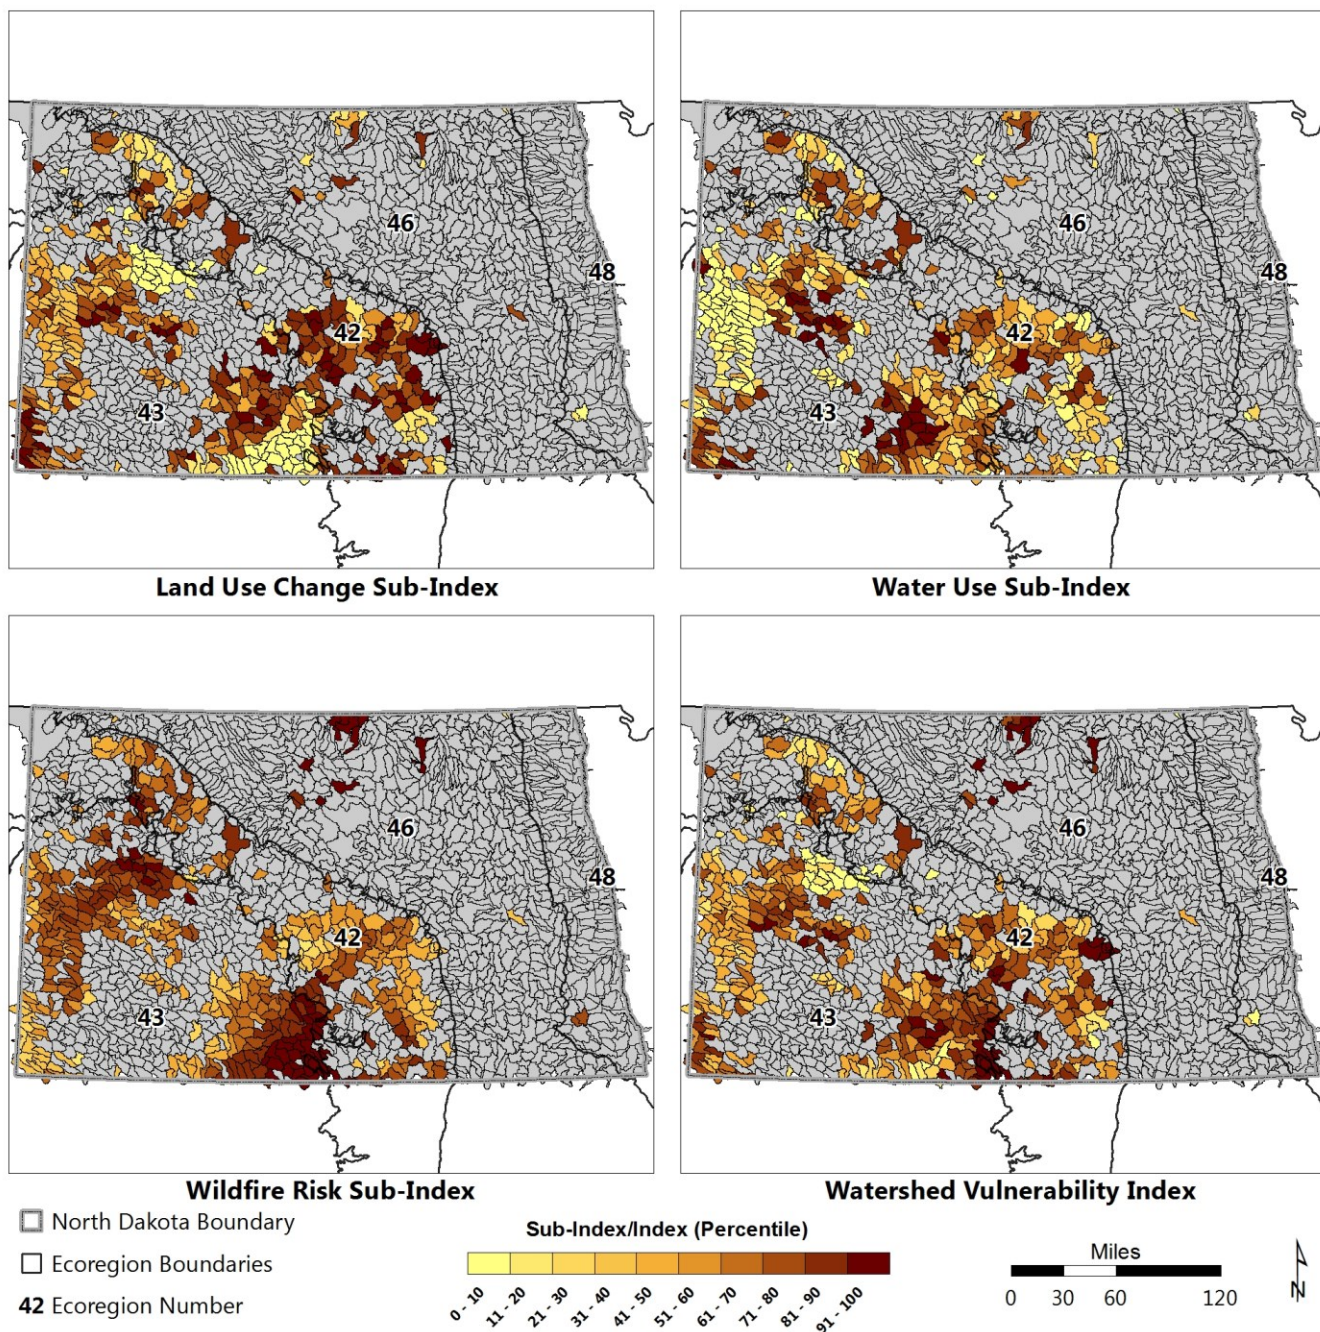 46
48
42
43
Land Use Change Sub-Index
46
48
42
43
Water Use Sub-Index
46
48
42
43
Wildfire Risk Sub-Index
46
48
42
43
Watershed Vulnerability Index
North Dakota Boundary
Ecoregion Boundaries
42 Ecoregion Number
Sub-Index/Index (Percentile)
0 - 10 11 - 20 21 - 30 31 - 40 41 - 50 51 - 60 61 - 70 71 - 80 81 - 90 91 - 100
Miles
0 30 60 120
N